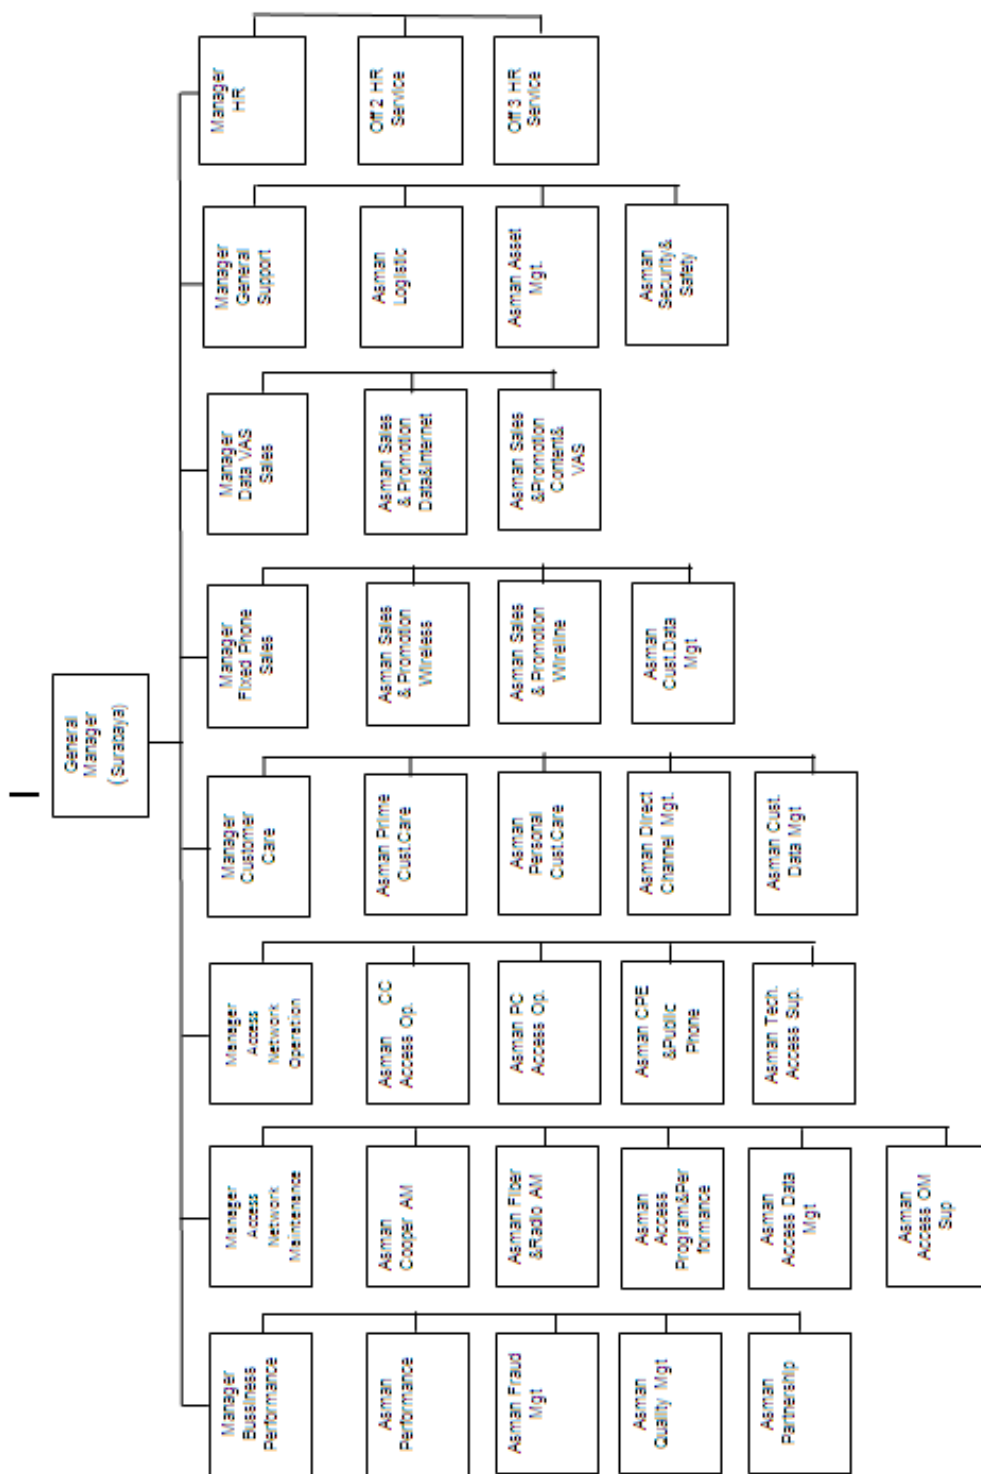 General
Manager
(Surabaya)
Manager
Bussiness
Performance
Asman
Performance
Asman Fraud
Mgt
Asman
Quality Mgt
Asman
Partnership
Manager
Access
Network
Maintenance
Asman
Cooper AM
Asman Fiber
&Radio AM
Asman
Access
Program&Per
formance
Asman
Access Data
Mgt
Asman
Access OM
Sup
Manager
Access
Network
Operation
Asman CC
Access Op.
Asman PC
Access Op.
Asman CPE
&Public
Phone
Asman Tech.
Access Sup.
Manager
Customer
Care
Asman Prime
Cust.Care
Asman
Personal
Cust.Care
Asman Direct
Channel Mgt.
Asman Cust.
Data Mgt
Manager
Fixed Phone
Sales
Asman Sales
& Promotion
Wireless
Asman Sales
& Promotion
Wireline
Asman
Cust.Data
Mgt
Manager
Data VAS
Sales
Asman Sales
& Promotion
Data&Internet
Asman Sales
&Promotion
Content&
VAS
Manager
General
Support
Asman
Logistic
Asman Asset
Mgt.
Asman
Security&
Safety
Manager
HR
Off 2 HR
Service
Off 3 HR
Service